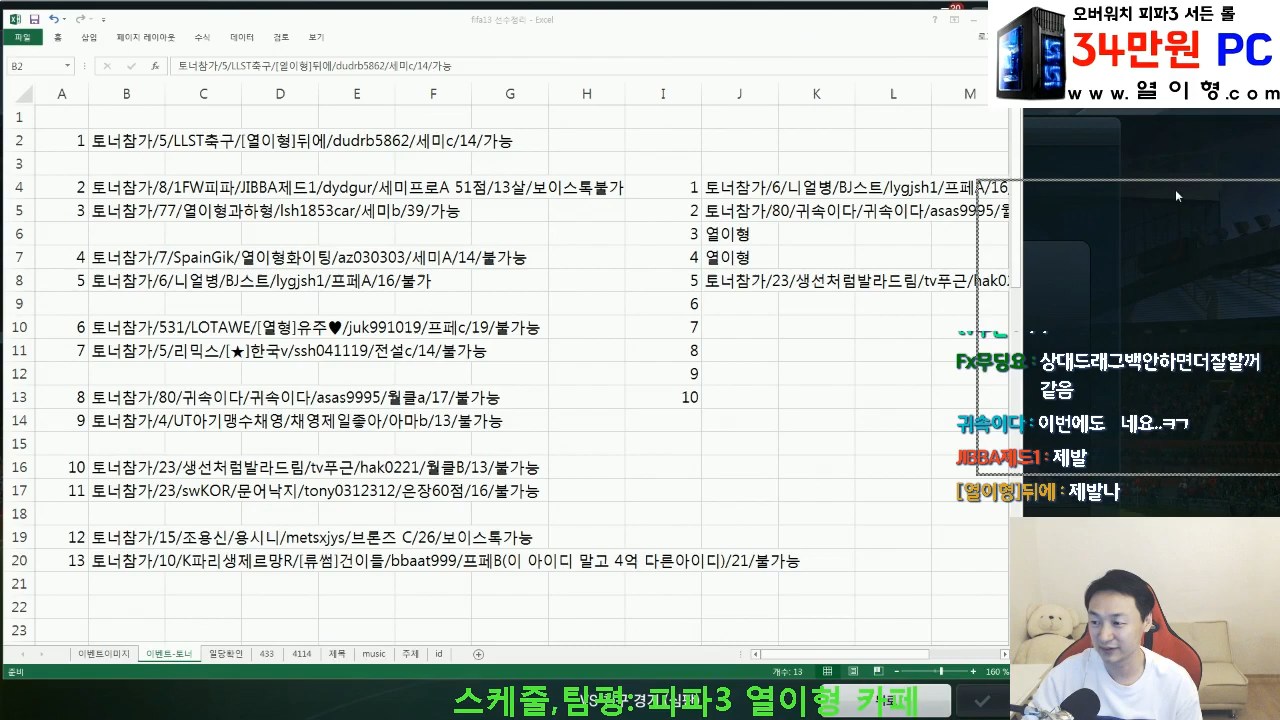 fifa13 선수정리 - Excel
파일 홈 삽입 페이지 레이아웃 수식 데이터 검토 보기
B2 fx 토너참가/5/LLST축구/[열이형]뒤에/dudrb5862/세미c/14/가능
오버워치 피파3 서든 롤
34만원 PC
www.열이형.com
A B C D E F G H I J K L M
1
2 1 토너참가/5/LLST축구/[열이형]뒤에/dudrb5862/세미c/14/가능
3
4 2 토너참가/8/1FW피파/JIBBA제드1/dydgur/세미프로A 51점/13살/보이스톡불가 1 토너참가/6/니얼병/BJ스트/lygjsh1/프페A/16
5 3 토너참가/77/열이형과하형/lsh1853car/세미b/39/가능 2 토너참가/80/귀속이다/귀속이다/asas9995/월
6 3 열이형
7 4 토너참가/7/SpainGik/열이형화이팅/az030303/세미A/14/불가능 4 열이형
8 5 토너참가/6/니얼병/BJ스트/lygjsh1/프페A/16/불가 5 토너참가/23/생선처럼발라드림/tv푸근/hak02
9 6
10 6 토너참가/531/LOTAWE/[열형]유주♥/juk991019/프페c/19/불가능 7
11 7 토너참가/5/리믹스/[★]한국v/ssh041119/전설c/14/불가능 8
12 9
13 8 토너참가/80/귀속이다/귀속이다/asas9995/월클a/17/불가능 10
14 9 토너참가/4/UT아기맹수채영/채영제일좋아/아마b/13/불가능
15
16 10 토너참가/23/생선처럼발라드림/tv푸근/hak0221/월클B/13/불가능
17 11 토너참가/23/swKOR/문어낙지/tony0312312/은장60점/16/불가능
18
19 12 토너참가/15/조용신/용시니/metsxjys/브론즈 C/26/보이스톡가능
20 13 토너참가/10/K파리생제르망R/[류썸]건이들/bbaat999/프페B(이 아이디 말고 4억 다른아이디)/21/불가능
21
22
23
Fx무딩요 : 상대드래그백안하면더잘할꺼
같음
귀속이다 : 이번에도 네요..ㅋㄱ
JIBBA제드1 : 제발
[열이형]뒤에 : 제발나
이벤트이미지 이벤트-토너 일당확인 433 4114 제목 music 주제 id
준비 개수: 13 160 %
스케줄,팀평: 피파3 열이형 카페